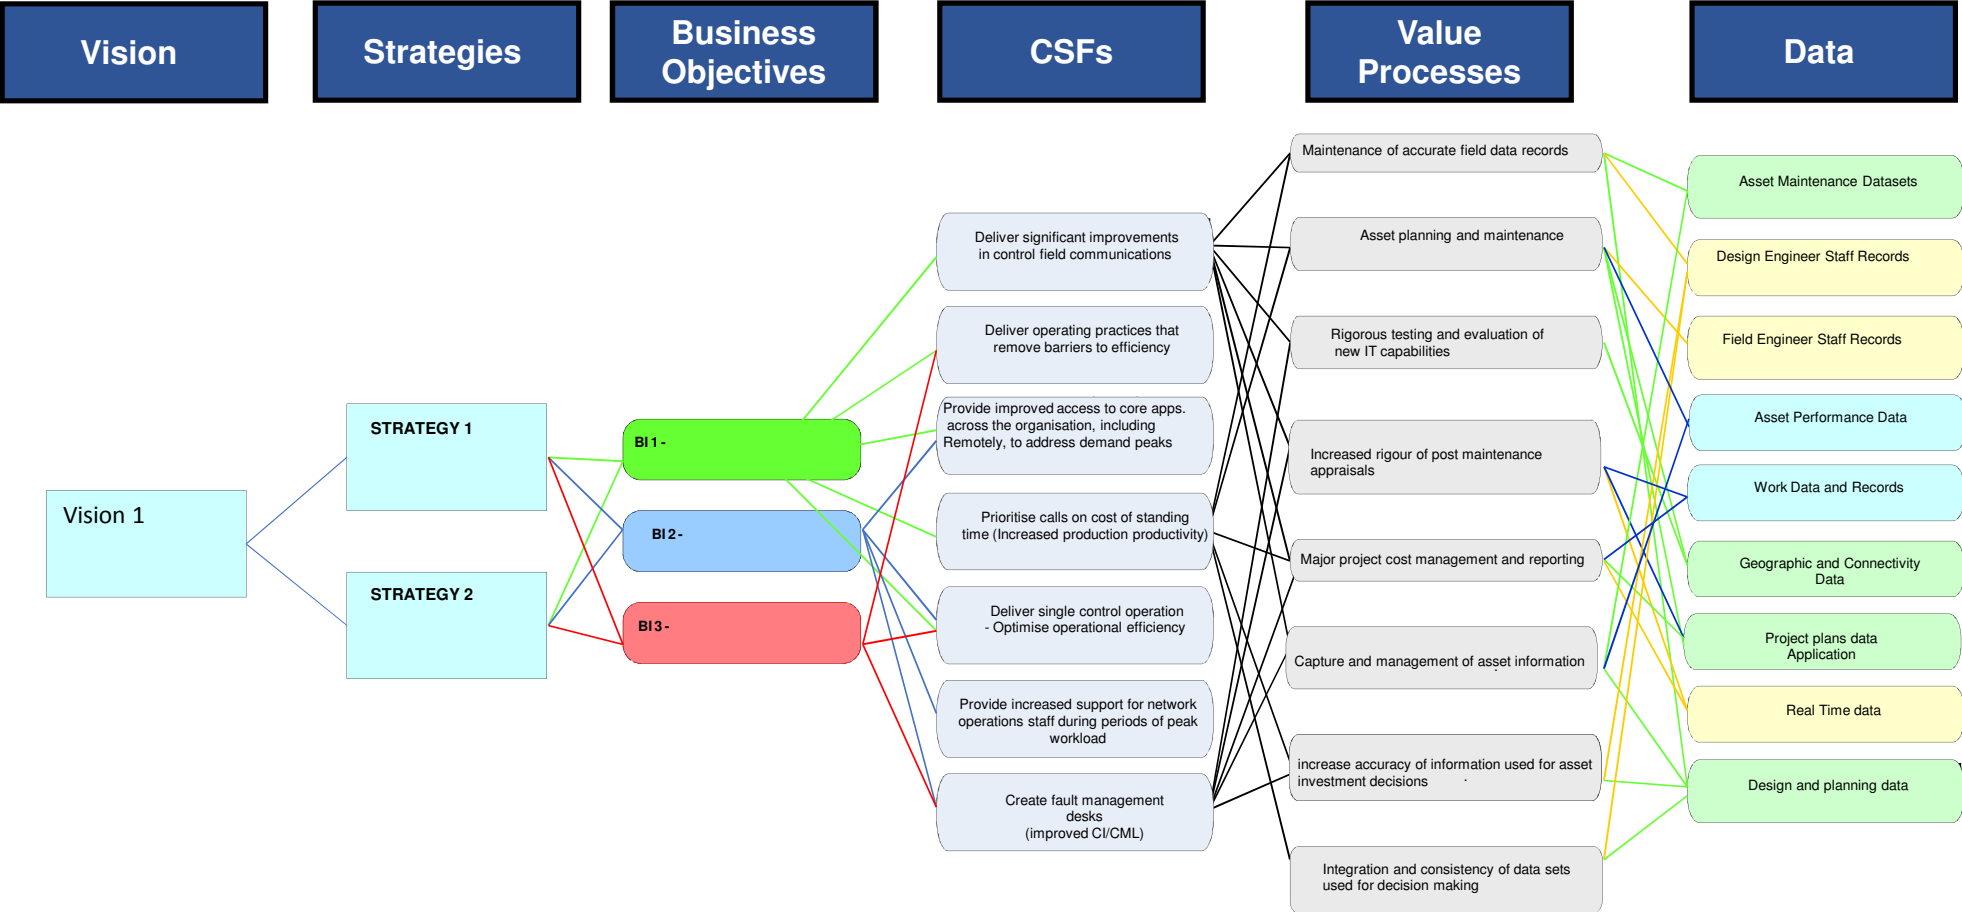 Vision
Strategies
Business
Objectives
CSFs
Value
Processes
Data
Vision 1
STRATEGY 1
STRATEGY 2
BI 1 -
BI 2 -
BI 3 -
Deliver significant improvements
in control field communications
Deliver operating practices that
remove barriers to efficiency
Provide improved access to core apps.
across the organisation, including
Remotely, to address demand peaks
Prioritise calls on cost of standing
time (Increased production productivity)
Deliver single control operation
- Optimise operational efficiency
Provide increased support for network
operations staff during periods of peak
workload
Create fault management
desks
(improved CI/CML)
Maintenance of accurate field data records
Asset planning and maintenance
Rigorous testing and evaluation of
new IT capabilities
Increased rigour of post maintenance
appraisals
Major project cost management and reporting
Capture and management of asset information
.
increase accuracy of information used for asset
investment decisions .
Integration and consistency of data sets
used for decision making
Asset Maintenance Datasets
Design Engineer Staff Records
Field Engineer Staff Records
Asset Performance Data
Work Data and Records
Geographic and Connectivity
Data
Project plans data
Application
Real Time data
Design and planning data